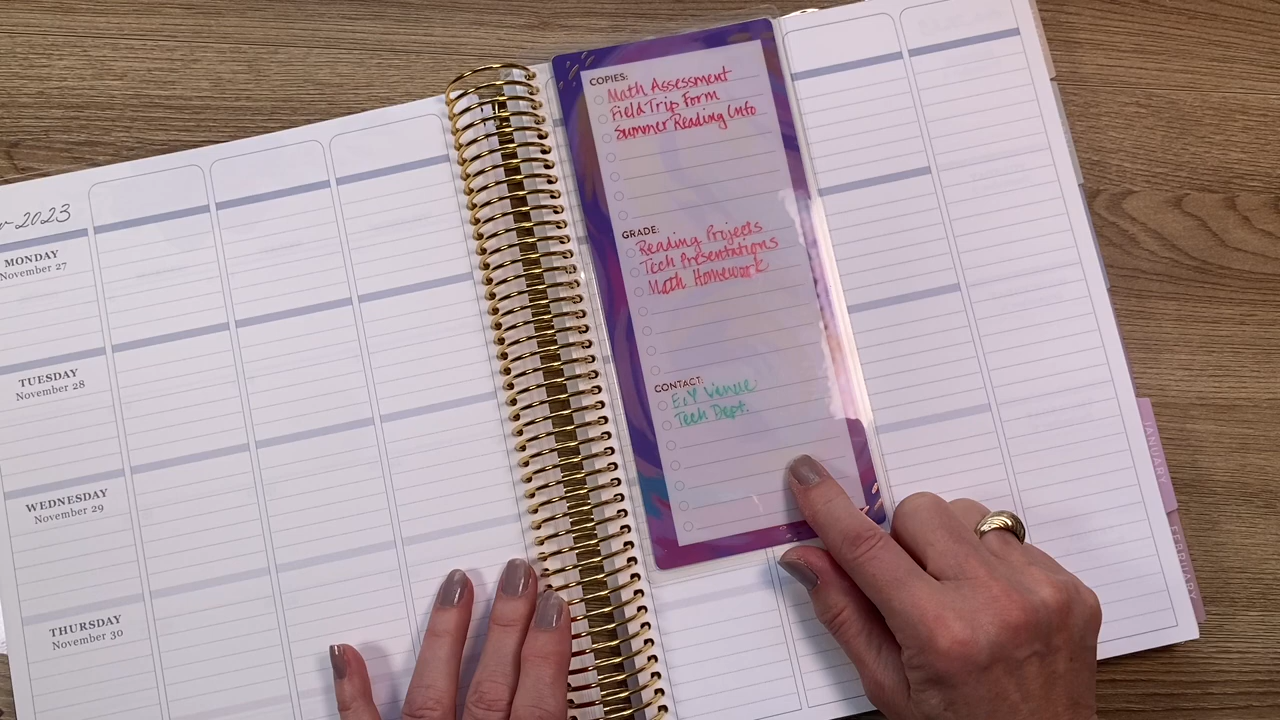 2023
MONDAY
November 27
TUESDAY
November 28
WEDNESDAY
November 29
THURSDAY
November 30
COPIES:
Math Assessment
Field Trip Form
Summer Reading Info
GRADE:
Reading Projects
Tech Presentations
Math Homework
CONTACT:
Venue
Tech Dept.
JANUARY
FEBRUARY